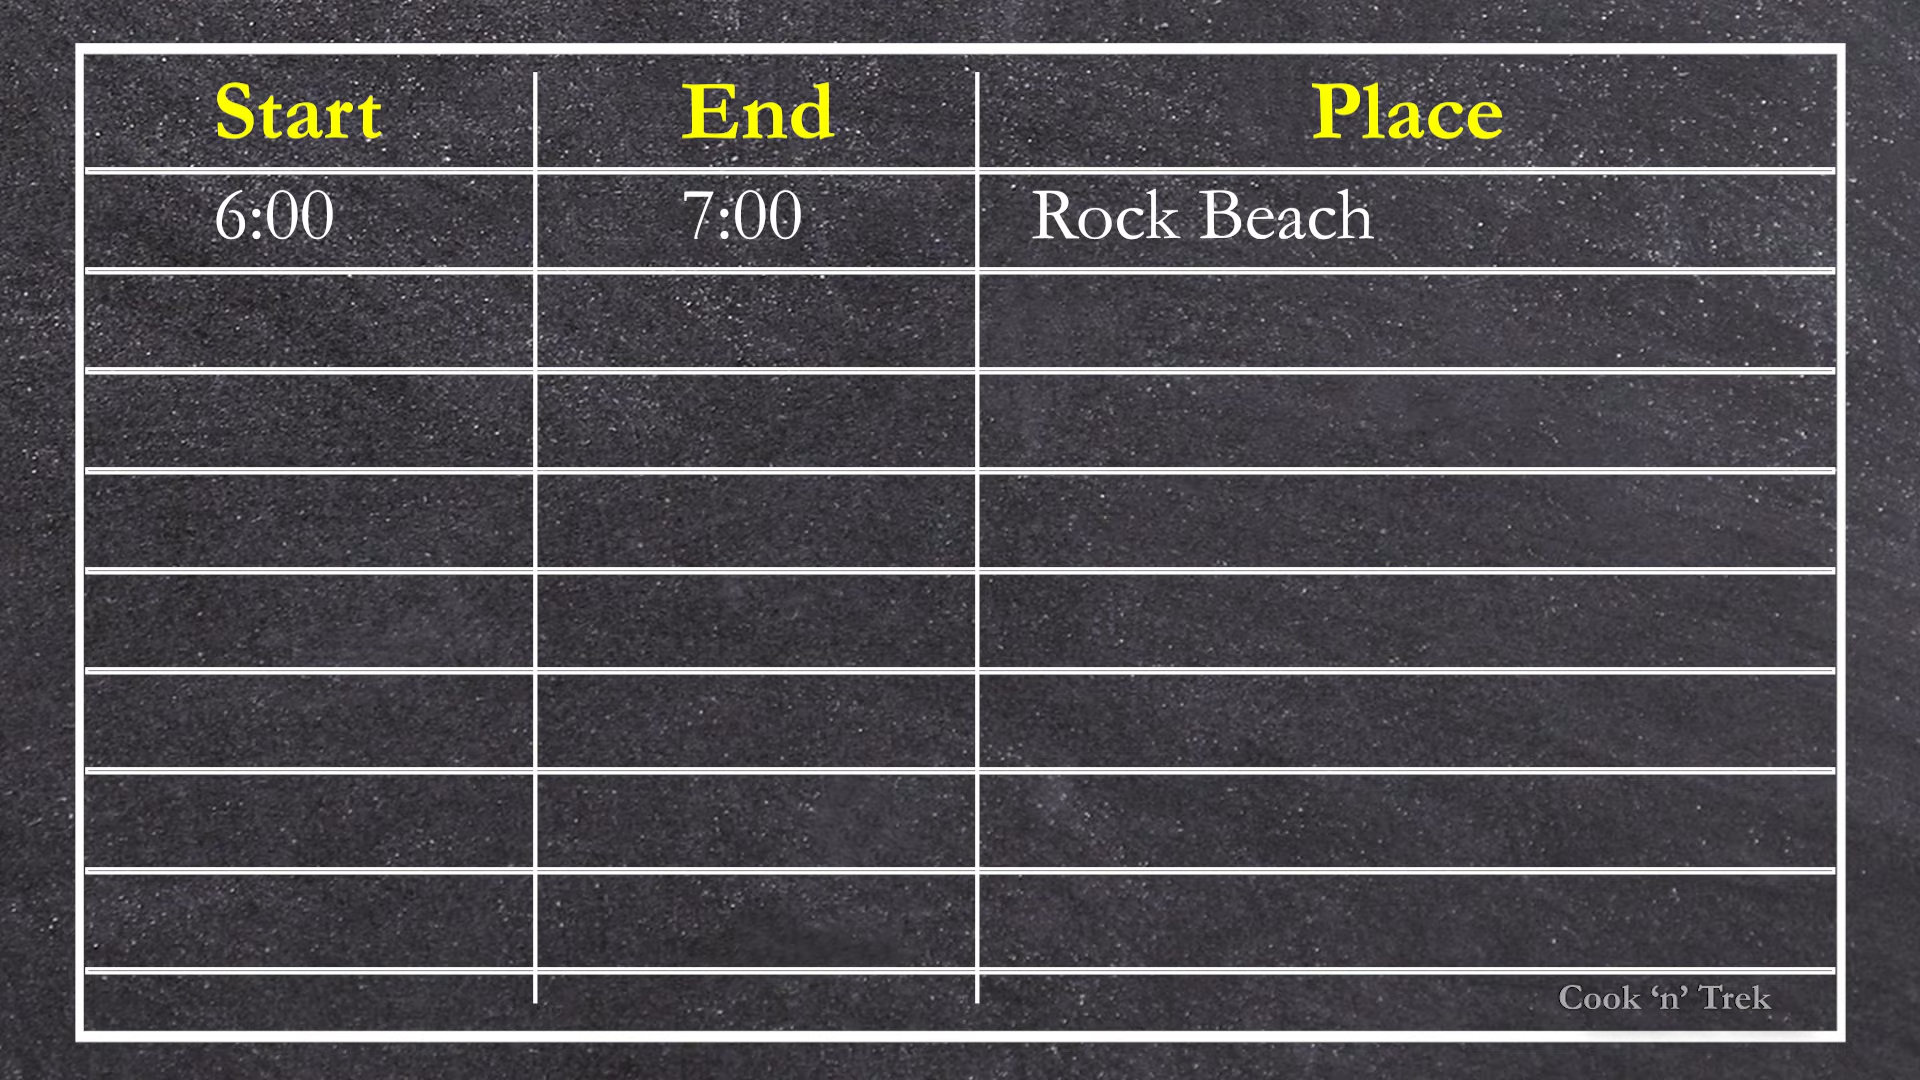 Start End Place
6:00 7:00 Rock Beach
Cook ‘n’ Trek